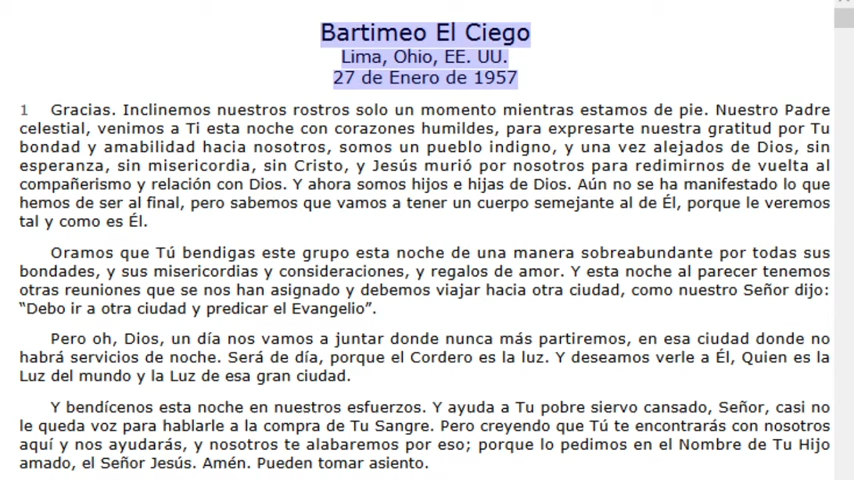 Bartimeo El Ciego
Lima, Ohio, EE. UU.
27 de Enero de 1957
1 Gracias. Inclinemos nuestros rostros solo un momento mientras estamos de pie. Nuestro Padre
celestial, venimos a Ti esta noche con corazones humildes, para expresarte nuestra gratitud por Tu
bondad y amabilidad hacia nosotros, somos un pueblo indigno, y una vez alejados de Dios, sin
esperanza, sin misericordia, sin Cristo, y Jesús murió por nosotros para redimirnos de vuelta al
compañerismo y relación con Dios. Y ahora somos hijos e hijas de Dios. Aún no se ha manifestado lo que
hemos de ser al final, pero sabemos que vamos a tener un cuerpo semejante al de Él, porque le veremos
tal y como es Él.
Oramos que Tú bendigas este grupo esta noche de una manera sobreabundante por todas sus
bondades, y sus misericordias y consideraciones, y regalos de amor. Y esta noche al parecer tenemos
otras reuniones que se nos han asignado y debemos viajar hacia otra ciudad, como nuestro Señor dijo:
“Debo ir a otra ciudad y predicar el Evangelio”.
Pero oh, Dios, un día nos vamos a juntar donde nunca más partiremos, en esa ciudad donde no
habrá servicios de noche. Será de día, porque el Cordero es la luz. Y deseamos verle a Él, Quien es la
Luz del mundo y la Luz de esa gran ciudad.
Y bendícenos esta noche en nuestros esfuerzos. Y ayuda a Tu pobre siervo cansado, Señor, casi no
le queda voz para hablarle a la compra de Tu Sangre. Pero creyendo que Tú te encontrarás con nosotros
aquí y nos ayudarás, y nosotros te alabaremos por eso; porque lo pedimos en el Nombre de Tu Hijo
amado, el Señor Jesús. Amén. Pueden tomar asiento.